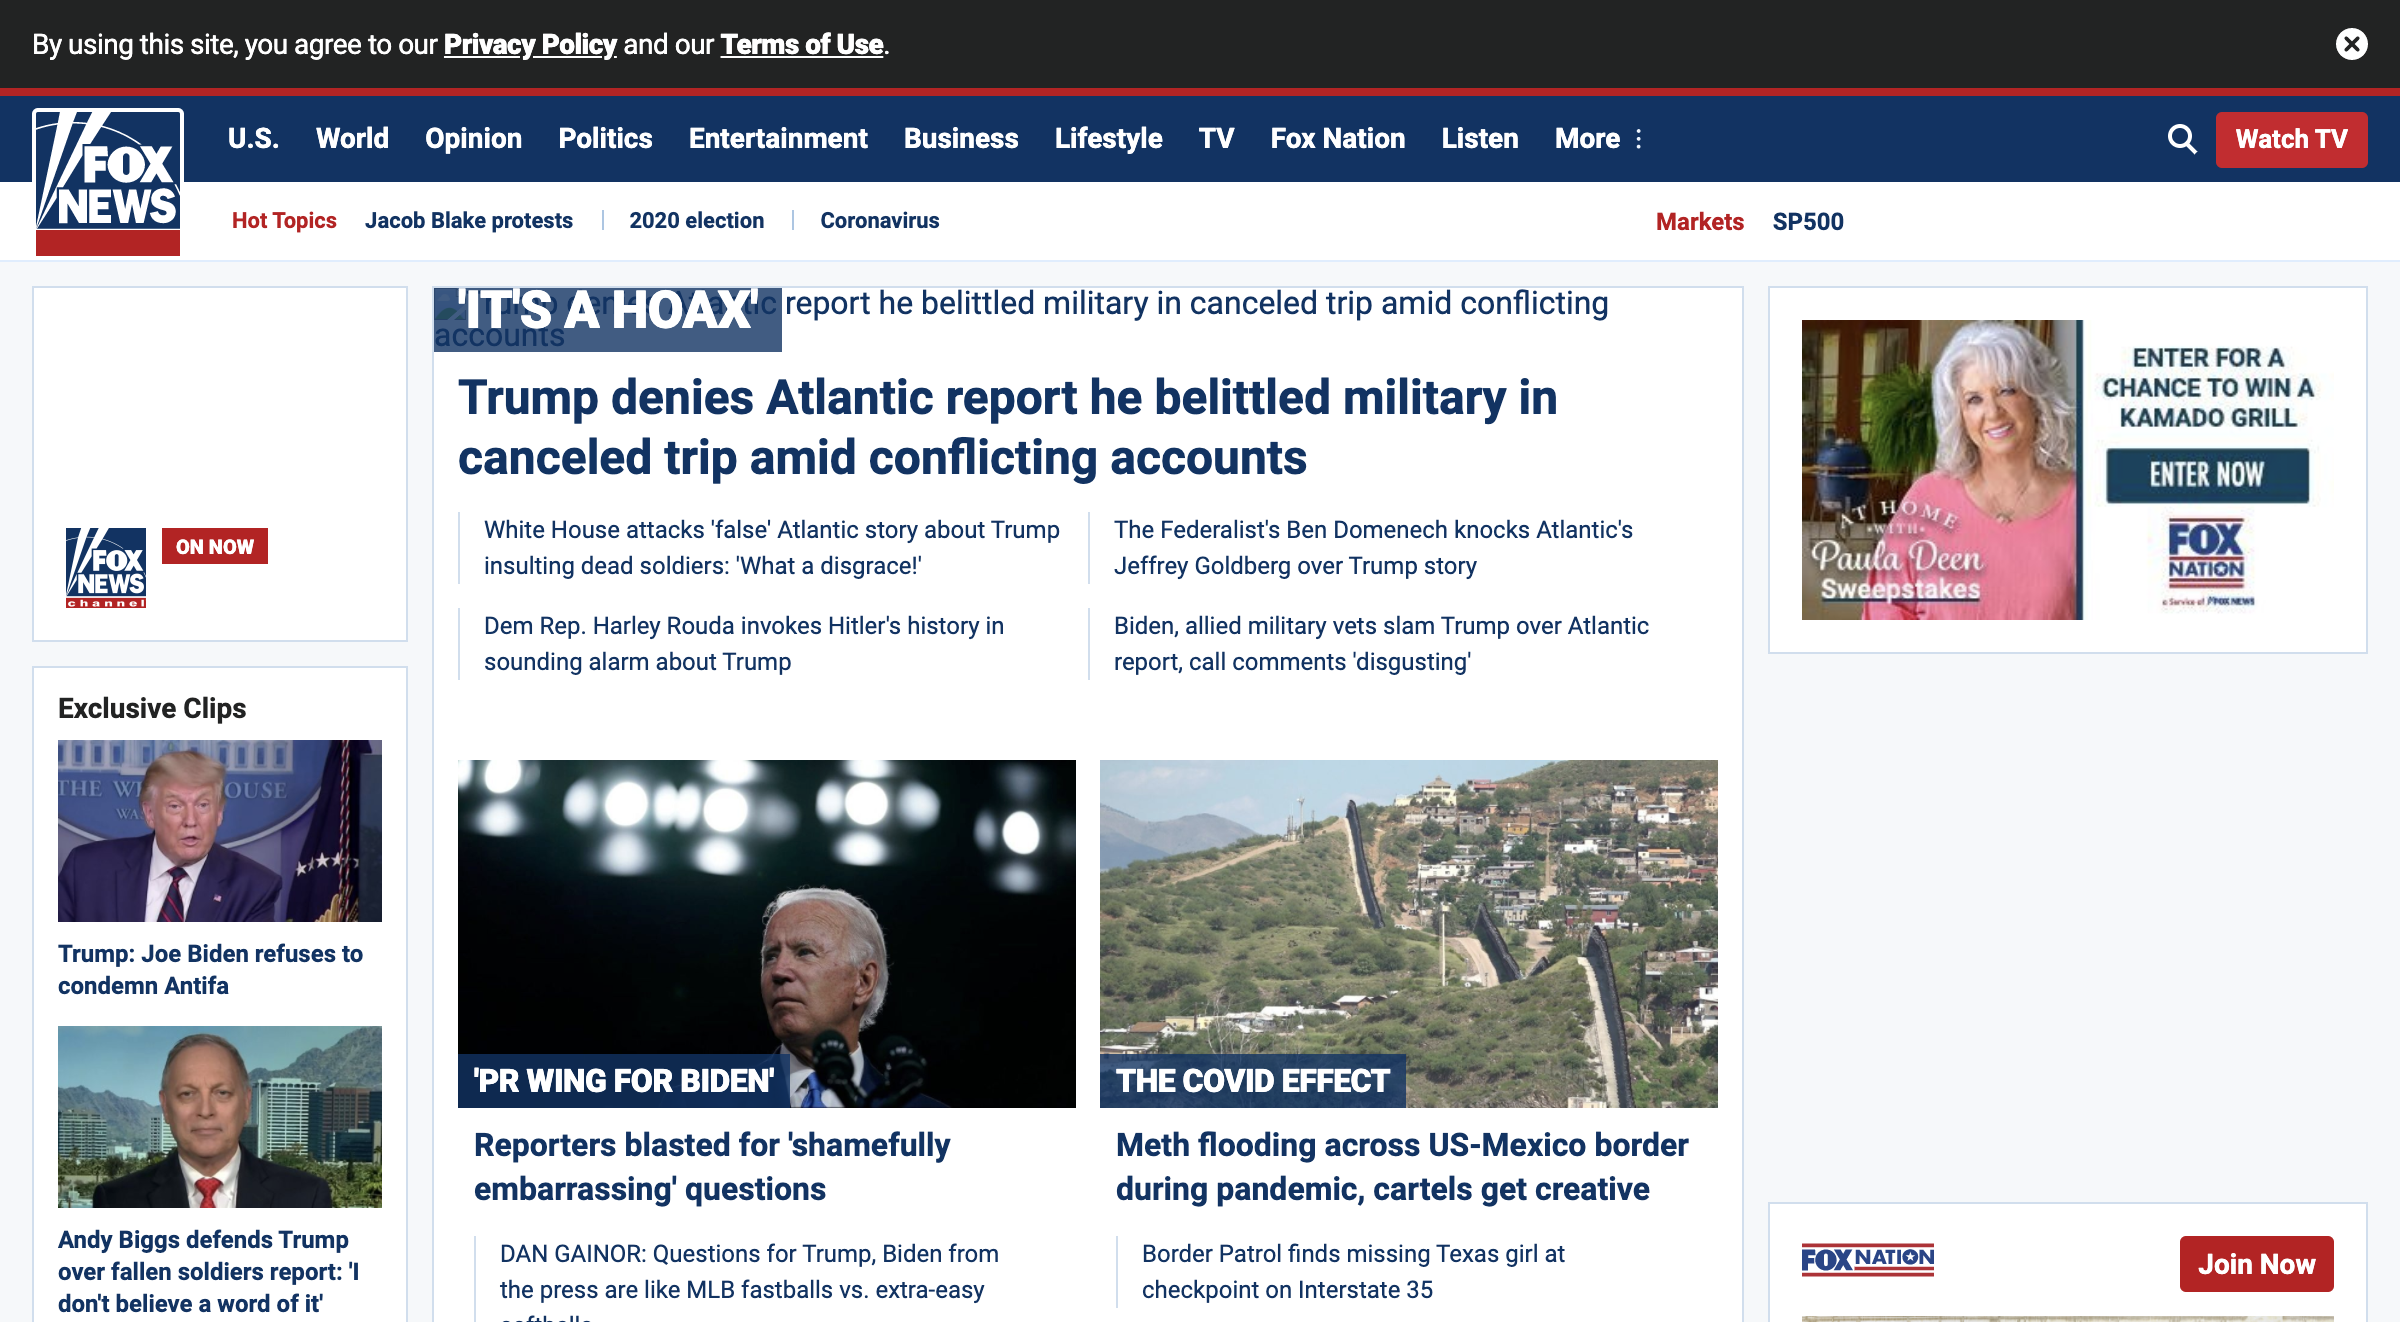 By using this site, you agree to our Privacy Policy and our Terms of Use.
FOX
NEWS
U.S. World Opinion Politics Entertainment Business Lifestyle TV Fox Nation Listen More
Watch TV
Hot Topics Jacob Blake protests 2020 election Coronavirus
Markets SP500
FOX
NEWS
channel
ON NOW
Exclusive Clips
THE WHITE HOUSE
Trump: Joe Biden refuses to
condemn Antifa
Andy Biggs defends Trump
over fallen soldiers report: 'I
don't believe a word of it'
'IT'S A HOAX'
report he belittled military in canceled trip amid conflicting
accounts
Trump denies Atlantic report he belittled military in
canceled trip amid conflicting accounts
White House attacks 'false' Atlantic story about Trump
insulting dead soldiers: 'What a disgrace!'
The Federalist's Ben Domenech knocks Atlantic's
Jeffrey Goldberg over Trump story
Dem Rep. Harley Rouda invokes Hitler's history in
sounding alarm about Trump
Biden, allied military vets slam Trump over Atlantic
report, call comments 'disgusting'
'PR WING FOR BIDEN'
Reporters blasted for 'shamefully
embarrassing' questions
DAN GAINOR: Questions for Trump, Biden from
the press are like MLB fastballs vs. extra-easy
THE COVID EFFECT
Meth flooding across US-Mexico border
during pandemic, cartels get creative
Border Patrol finds missing Texas girl at
checkpoint on Interstate 35
AT HOME
WITH
Paula Deen
Sweepstakes
ENTER FOR A
CHANCE TO WIN A
KAMADO GRILL
ENTER NOW
FOX
NATION
a Service of FOX NEWS
FOX NATION
Join Now